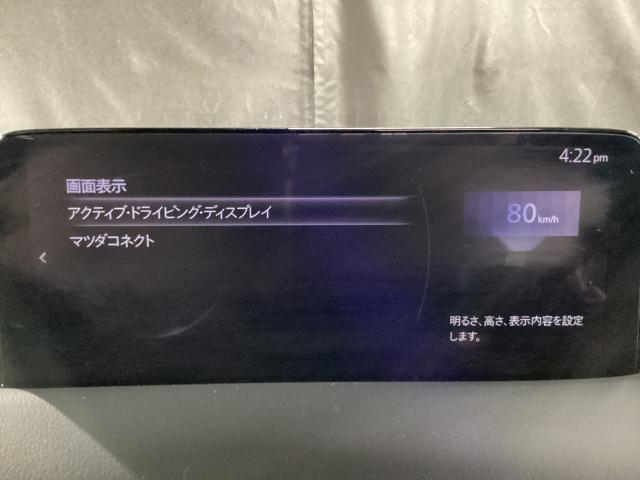 4:22pm
画面表示
アクティブ・ドライビング・ディスプレイ
80km/h
マツダコネクト
明るさ、高さ、表示内容を設定
します。